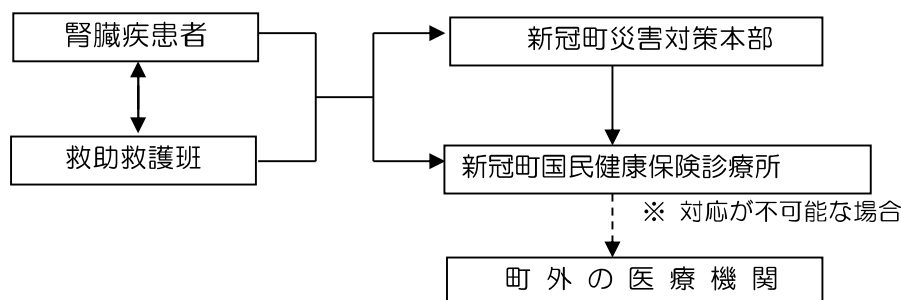 腎臓疾患者
新冠町災害対策本部
救助救護班
新冠町国民健康保険診療所
※ 対応が不可能な場合
町外の医療機関